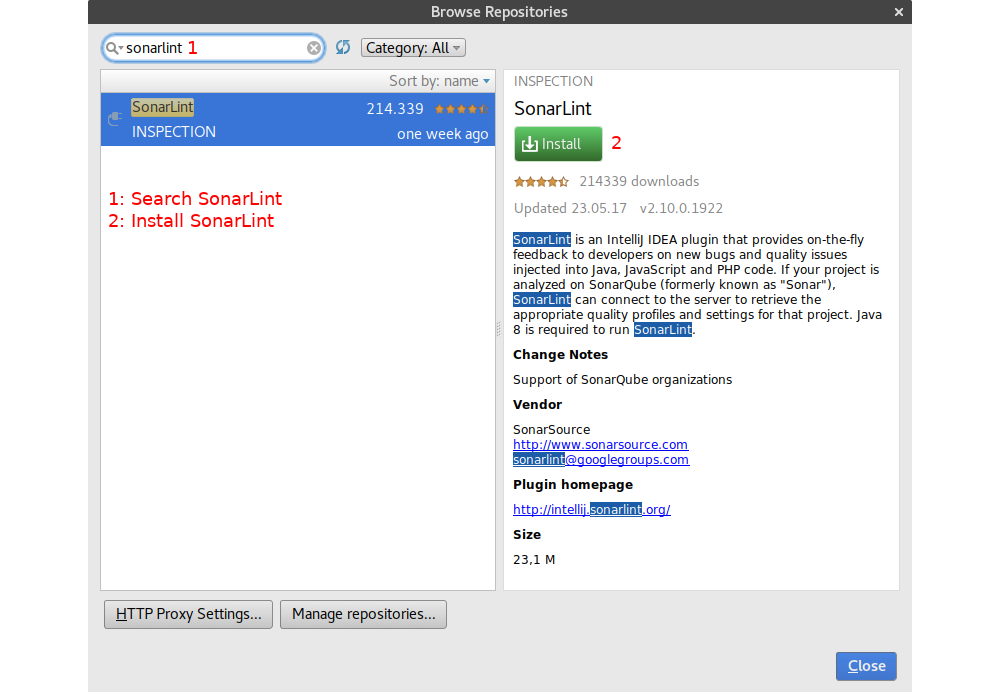 Browse Repositories
sonarlint 1
Category: All
Sort by: name
SonarLint 214.339
INSPECTION one week ago
1: Search SonarLint
2: Install SonarLint
INSPECTION
SonarLint
Install 2
214339 downloads
Updated 23.05.17 v2.10.0.1922
SonarLint is an IntelliJ IDEA plugin that provides on-the-fly
feedback to developers on new bugs and quality issues
injected into Java, JavaScript and PHP code. If your project is
analyzed on SonarQube (formerly known as "Sonar"),
SonarLint can connect to the server to retrieve the
appropriate quality profiles and settings for that project. Java
8 is required to run SonarLint.
Change Notes
Support of SonarQube organizations
Vendor
SonarSource
http://www.sonarsource.com
sonarlint@googlegroups.com
Plugin homepage
http://intellij.sonarlint.org/
Size
23,1 M
HTTP Proxy Settings...
Manage repositories...
Close